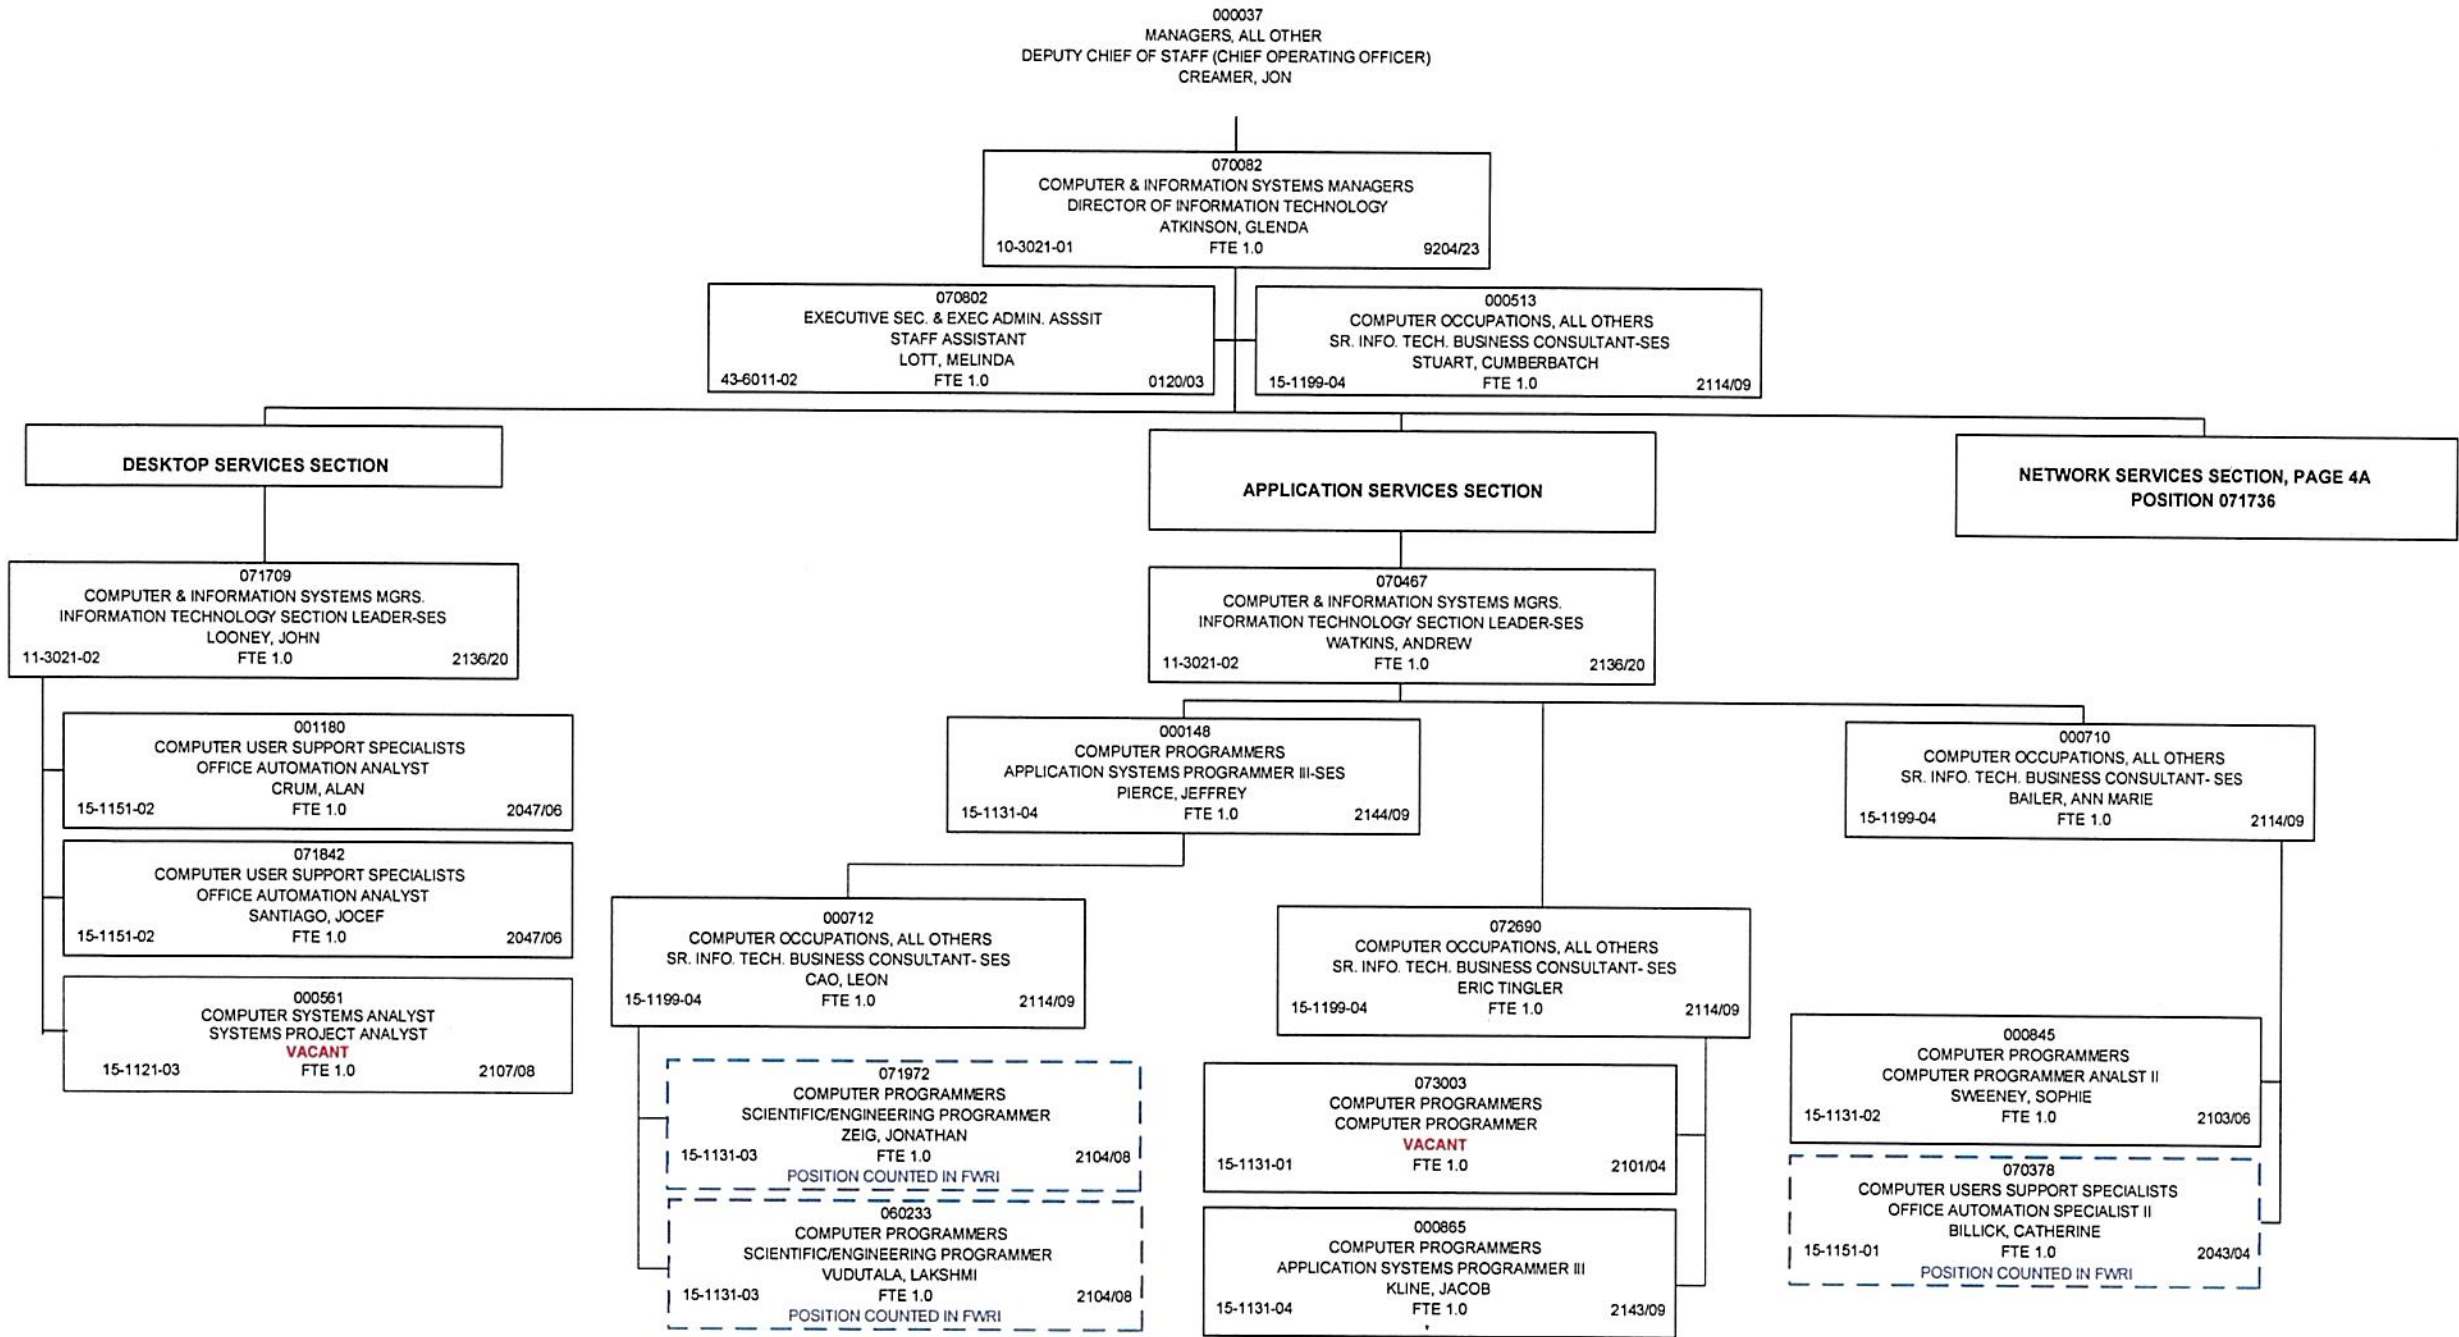 000037
MANAGERS, ALL OTHER
DEPUTY CHIEF OF STAFF (CHIEF OPERATING OFFICER)
CREAMER, JON
070082
COMPUTER & INFORMATION SYSTEMS MANAGERS
DIRECTOR OF INFORMATION TECHNOLOGY
ATKINSON, GLENDA
10-3021-01 FTE 1.0 9204/23
070802
EXECUTIVE SEC. & EXEC ADMIN. ASSSIT
STAFF ASSISTANT
LOTT, MELINDA
43-6011-02 FTE 1.0 0120/03
000513
COMPUTER OCCUPATIONS, ALL OTHERS
SR. INFO. TECH. BUSINESS CONSULTANT-SES
STUART, CUMBERBATCH
15-1199-04 FTE 1.0 2114/09
DESKTOP SERVICES SECTION
APPLICATION SERVICES SECTION
NETWORK SERVICES SECTION, PAGE 4A
POSITION 071736
071709
COMPUTER & INFORMATION SYSTEMS MGRS.
INFORMATION TECHNOLOGY SECTION LEADER-SES
LOONEY, JOHN
11-3021-02 FTE 1.0 2136/20
070467
COMPUTER & INFORMATION SYSTEMS MGRS.
INFORMATION TECHNOLOGY SECTION LEADER-SES
WATKINS, ANDREW
11-3021-02 FTE 1.0 2136/20
001180
COMPUTER USER SUPPORT SPECIALISTS
OFFICE AUTOMATION ANALYST
CRUM, ALAN
15-1151-02 FTE 1.0 2047/06
071842
COMPUTER USER SUPPORT SPECIALISTS
OFFICE AUTOMATION ANALYST
SANTIAGO, JOCEF
15-1151-02 FTE 1.0 2047/06
000561
COMPUTER SYSTEMS ANALYST
SYSTEMS PROJECT ANALYST
VACANT
15-1121-03 FTE 1.0 2107/08
000148
COMPUTER PROGRAMMERS
APPLICATION SYSTEMS PROGRAMMER III-SES
PIERCE, JEFFREY
15-1131-04 FTE 1.0 2144/09
000710
COMPUTER OCCUPATIONS, ALL OTHERS
SR. INFO. TECH. BUSINESS CONSULTANT- SES
BAILER, ANN MARIE
15-1199-04 FTE 1.0 2114/09
000712
COMPUTER OCCUPATIONS, ALL OTHERS
SR. INFO. TECH. BUSINESS CONSULTANT- SES
CAO, LEON
15-1199-04 FTE 1.0 2114/09
072690
COMPUTER OCCUPATIONS, ALL OTHERS
SR. INFO. TECH. BUSINESS CONSULTANT- SES
ERIC TINGLER
15-1199-04 FTE 1.0 2114/09
071972
COMPUTER PROGRAMMERS
SCIENTIFIC/ENGINEERING PROGRAMMER
ZEIG, JONATHAN
15-1131-03 FTE 1.0 2104/08
POSITION COUNTED IN FWRI
060233
COMPUTER PROGRAMMERS
SCIENTIFIC/ENGINEERING PROGRAMMER
VUDUTALA, LAKSHMI
15-1131-03 FTE 1.0 2104/08
POSITION COUNTED IN FWRI
073003
COMPUTER PROGRAMMERS
COMPUTER PROGRAMMER
VACANT
15-1131-01 FTE 1.0 2101/04
000865
COMPUTER PROGRAMMERS
APPLICATION SYSTEMS PROGRAMMER III
KLINE, JACOB
15-1131-04 FTE 1.0 2143/09
000845
COMPUTER PROGRAMMERS
COMPUTER PROGRAMMER ANALST II
SWEENEY, SOPHIE
15-1131-02 FTE 1.0 2103/06
070378
COMPUTER USERS SUPPORT SPECIALISTS
OFFICE AUTOMATION SPECIALIST II
BILLICK, CATHERINE
15-1151-01 FTE 1.0 2043/04
POSITION COUNTED IN FWRI